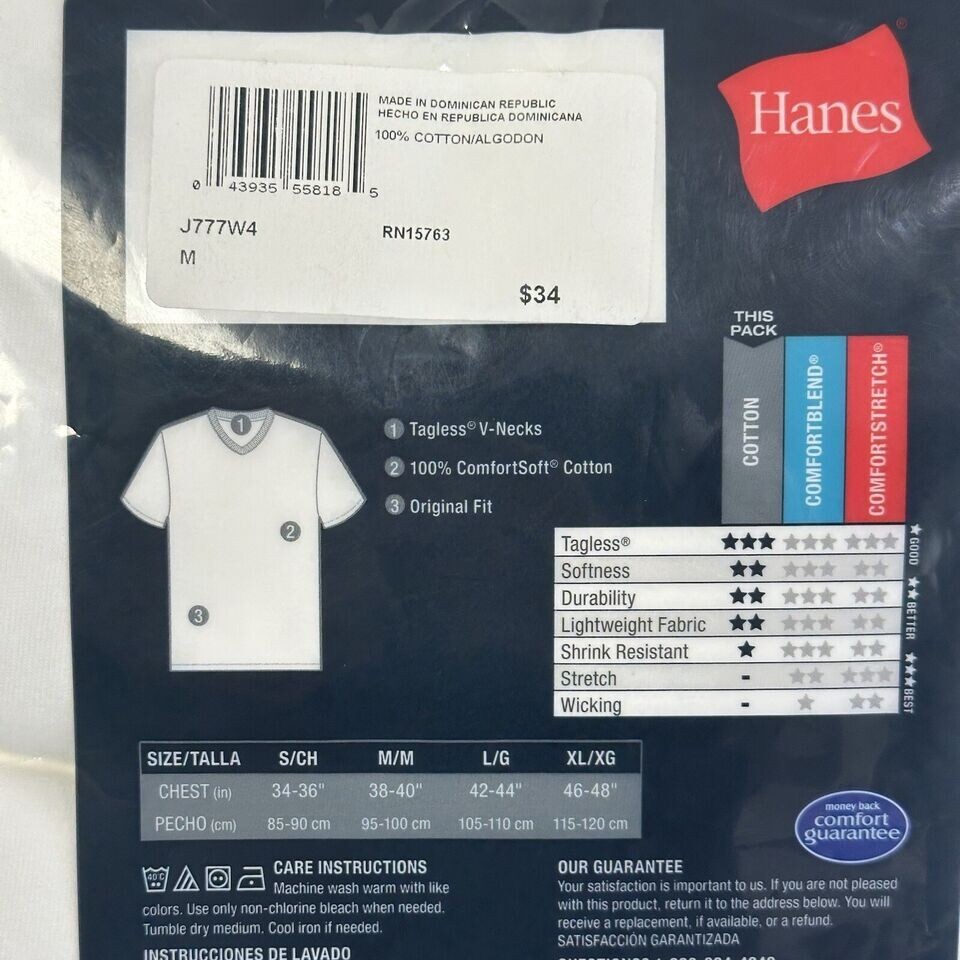 Hanes®
MADE IN DOMINICAN REPUBLIC
HECHO EN REPUBLICA DOMINICANA
100% COTTON/ALGODON
0 43935 55818 5
J777W4
RN15763
M
$34
THIS
PACK
COTTON
COMFORTBLEND®
COMFORTSTRETCH®
1 Tagless® V-Necks
2 100% ComfortSoft® Cotton
3 Original Fit
1
2
3
Tagless® ★★★ ★★★ ★★★
Softness ★★ ★★★ ★★
Durability ★★ ★★★ ★★
Lightweight Fabric ★★ ★★★ ★★
Shrink Resistant ★ ★★★ ★★
Stretch - ★★ ★★★
Wicking - ★ ★★
★ GOOD ★★ BETTER ★★★ BEST
SIZE/TALLA S/CH M/M L/G XL/XG
CHEST (in) 34-36" 38-40" 42-44" 46-48"
PECHO (cm) 85-90 cm 95-100 cm 105-110 cm 115-120 cm
money back
comfort
guarantee
40°C
CARE INSTRUCTIONS
Machine wash warm with like
colors. Use only non-chlorine bleach when needed.
Tumble dry medium. Cool iron if needed.
INSTRUCCIONES DE LAVADO
OUR GUARANTEE
Your satisfaction is important to us. If you are not pleased
with this product, return it to the address below. You will
receive a replacement, if available, or a refund.
SATISFACCIÓN GARANTIZADA